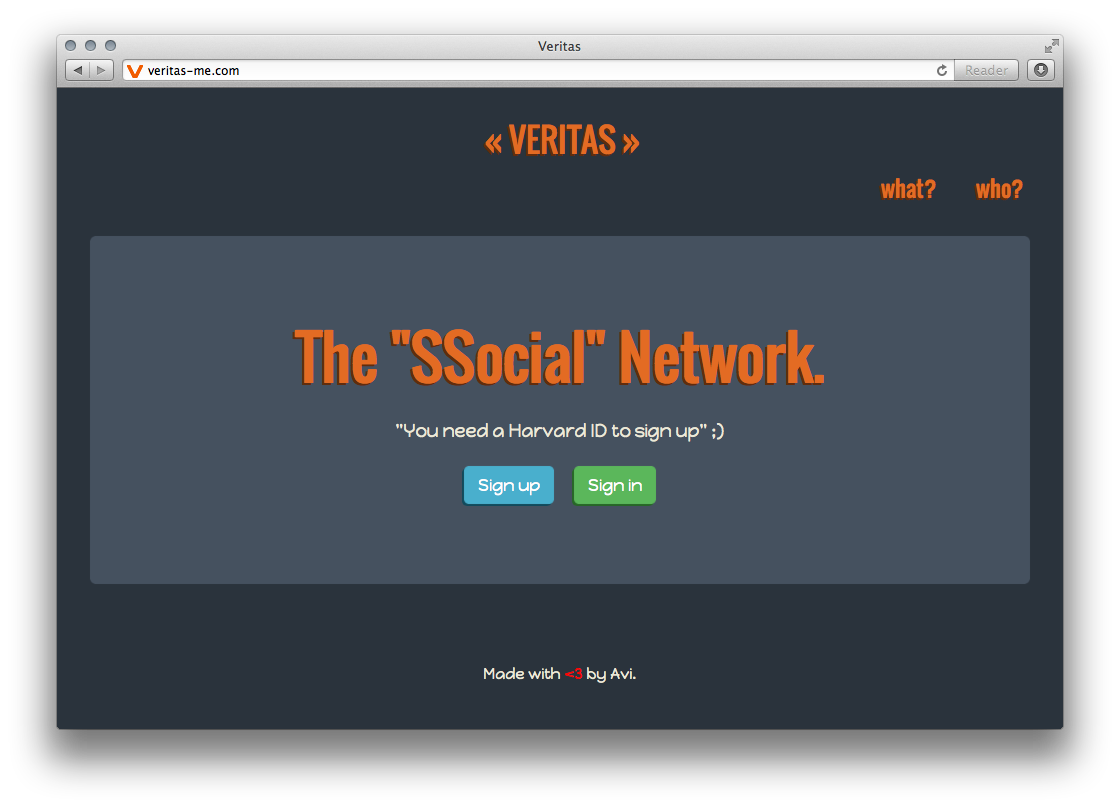 Veritas
veritas-me.com
Reader
« VERITAS »
what? who?
The "SSocial" Network.
"You need a Harvard ID to sign up" ;)
Sign up Sign in
Made with <3 by Avi.